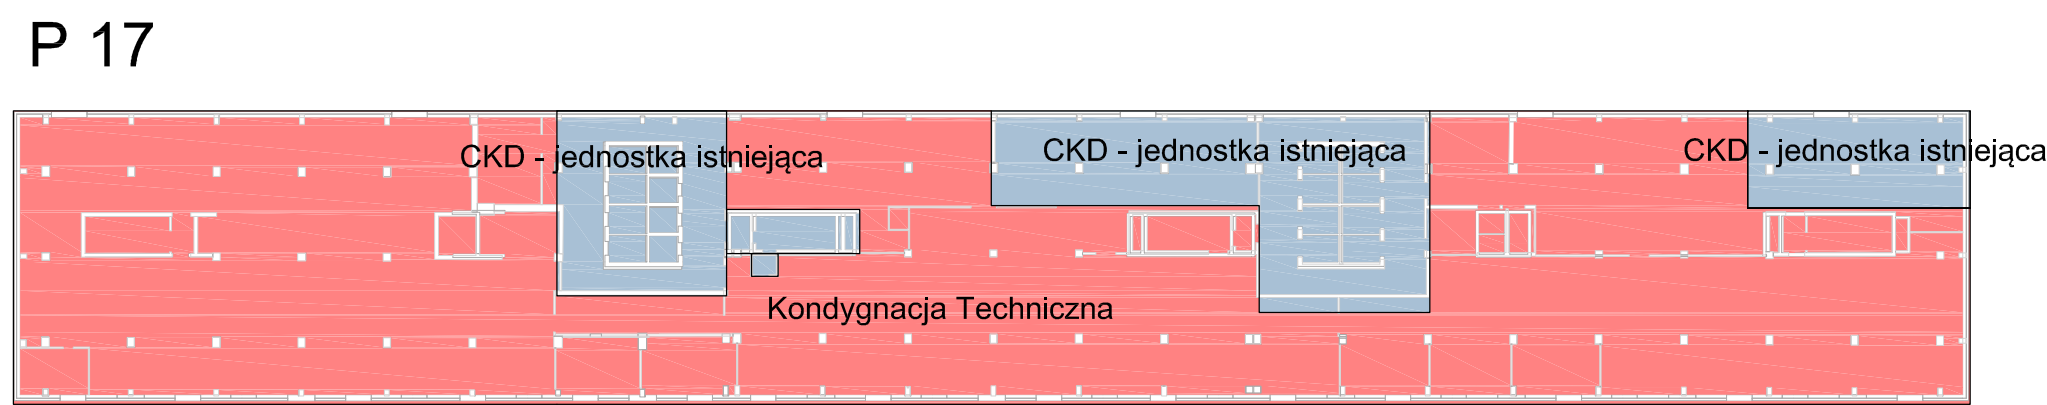 P 17
CKD - jednostka istniejąca
CKD - jednostka istniejąca
CKD - jednostka istniejąca
Kondygnacja Techniczna